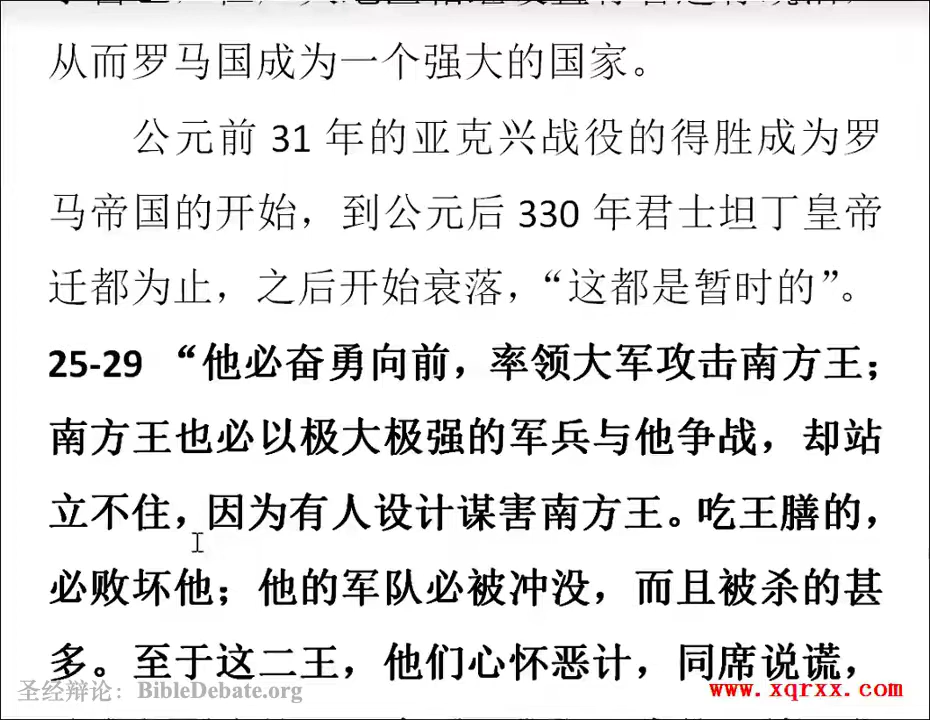 从而罗马国成为一个强大的国家。
公元前 31 年的亚克兴战役的得胜成为罗
马帝国的开始，到公元后 330 年君士坦丁皇帝
迁都为止，之后开始衰落，“这都是暂时的”。
25-29 “他必奋勇向前，率领大军攻击南方王；
南方王也必以极大极强的军兵与他争战，却站
立不住，因为有人设计谋害南方王。吃王膳的，
必败坏他；他的军队必被冲没，而且被杀的甚
多。至于这二王，他们心怀恶计，同席说谎，
圣经辩论：BibleDebate.org
www.xqrxx.com